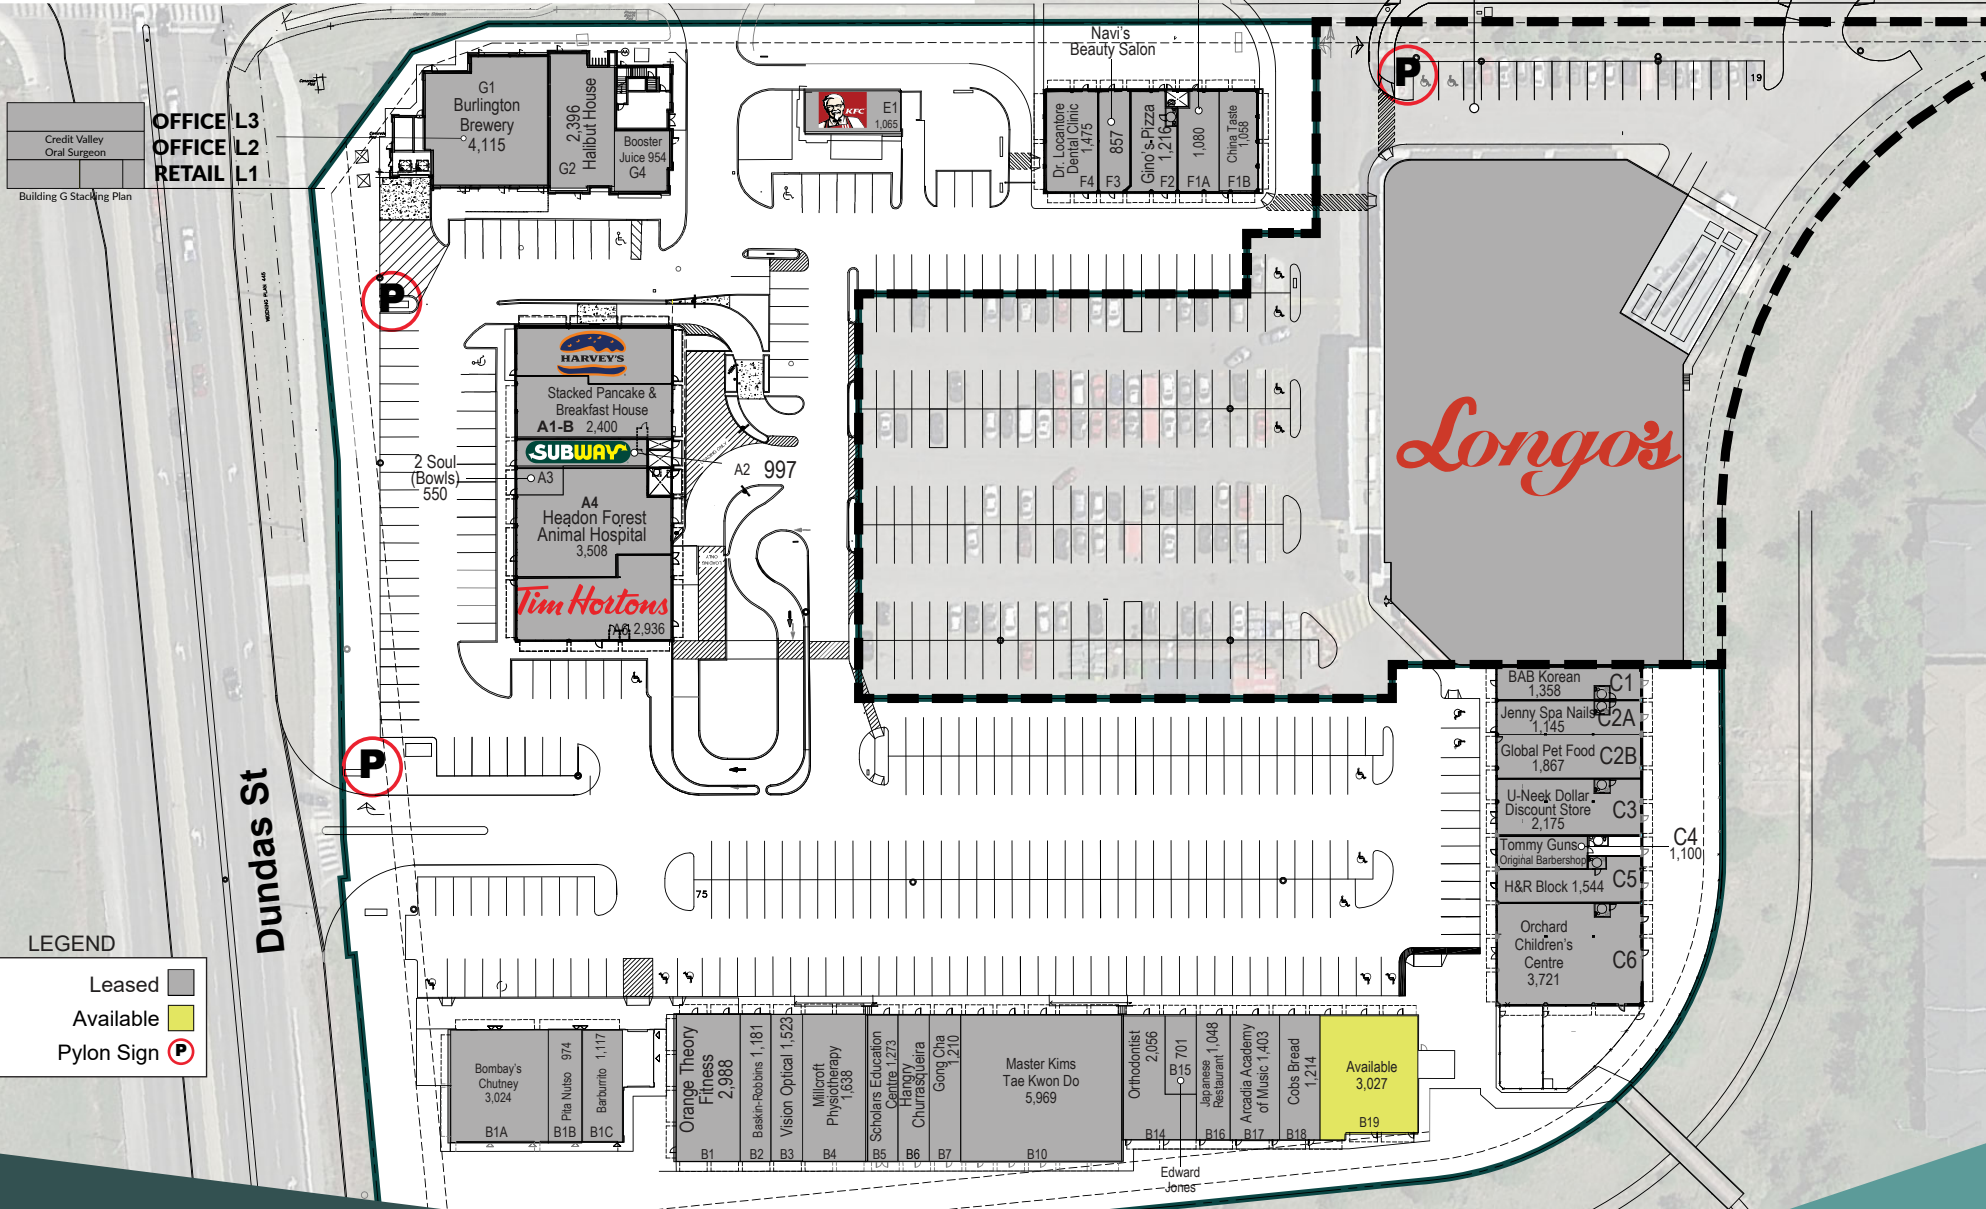 Navi's
Beauty Salon
OFFICE L3
OFFICE L2
RETAIL L1
Credit Valley
Oral Surgeon
Building G Stacking Plan
G1
Burlington
Brewery
4,115
G2
2,396
Halibut House
Booster
Juice 954
G4
KFC
E1
1,065
Dr. Locantore
Dental Clinic
1,475
F4
857
F3
Gino's Pizza
1,216
F2
1,080
F1A
China Taste
1,058
F1B
P
19
P
HARVEY'S
Stacked Pancake &
Breakfast House
A1-B 2,400
SUBWAY
A2 997
2 Soul
(Bowls)
550
A3
A4
Headon Forest
Animal Hospital
3,508
Tim Hortons
A6 2,936
LOADING
ONLY
Longo's
P
Dundas St
75
BAB Korean
1,358
C1
Jenny Spa Nails
1,145
C2A
Global Pet Food
1,867
C2B
U-Neek Dollar
Discount Store
2,175
C3
Tommy Guns
Original Barbershop
C4
1,100
H&R Block 1,544
C5
Orchard
Children's
Centre
3,721
C6
LEGEND
Leased
Available
Pylon Sign P
Bombay's
Chutney
3,024
B1A
Pita Nutso 974
B1B
Barburrito 1,117
B1C
Orange Theory
Fitness
2,988
B1
Baskin-Robbins 1,181
B2
Vision Optical 1,523
B3
Millcroft
Physiotherapy
1,638
B4
Scholars Education
Centre 1,273
B5
Hangry
Churrasqueira
B6
Gong Cha
1,210
B7
Master Kims
Tae Kwon Do
5,969
B10
Orthodontist
2,056
B14
701
B15
Edward
Jones
Japanese
Restaurant 1,048
B16
Arcadia Academy
of Music 1,403
B17
Cobs Bread
1,214
B18
Available
3,027
B19